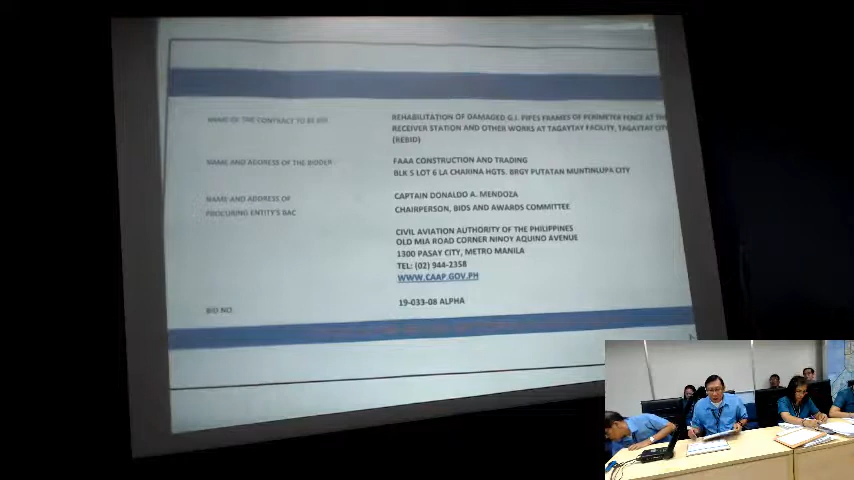 NAME OF THE CONTRACT TO BE BID
REHABILITATION OF DAMAGED G.I. PIPES FRAMES OF PERIMETER FENCE AT THE
RECEIVER STATION AND OTHER WORKS AT TAGAYTAY FACILITY, TAGAYTAY CITY
(REBID)
NAME AND ADDRESS OF THE BIDDER
FAAA CONSTRUCTION AND TRADING
BLK 5 LOT 6 LA CHARINA HGTS. BRGY PUTATAN MUNTINLUPA CITY
NAME AND ADDRESS OF
PROCURING ENTITY'S BAC
CAPTAIN DONALDO A. MENDOZA
CHAIRPERSON, BIDS AND AWARDS COMMITTEE
CIVIL AVIATION AUTHORITY OF THE PHILIPPINES
OLD MIA ROAD CORNER NINOY AQUINO AVENUE
1300 PASAY CITY, METRO MANILA
TEL: (02) 944-2358
WWW.CAAP.GOV.PH
BID NO.
19-033-08 ALPHA